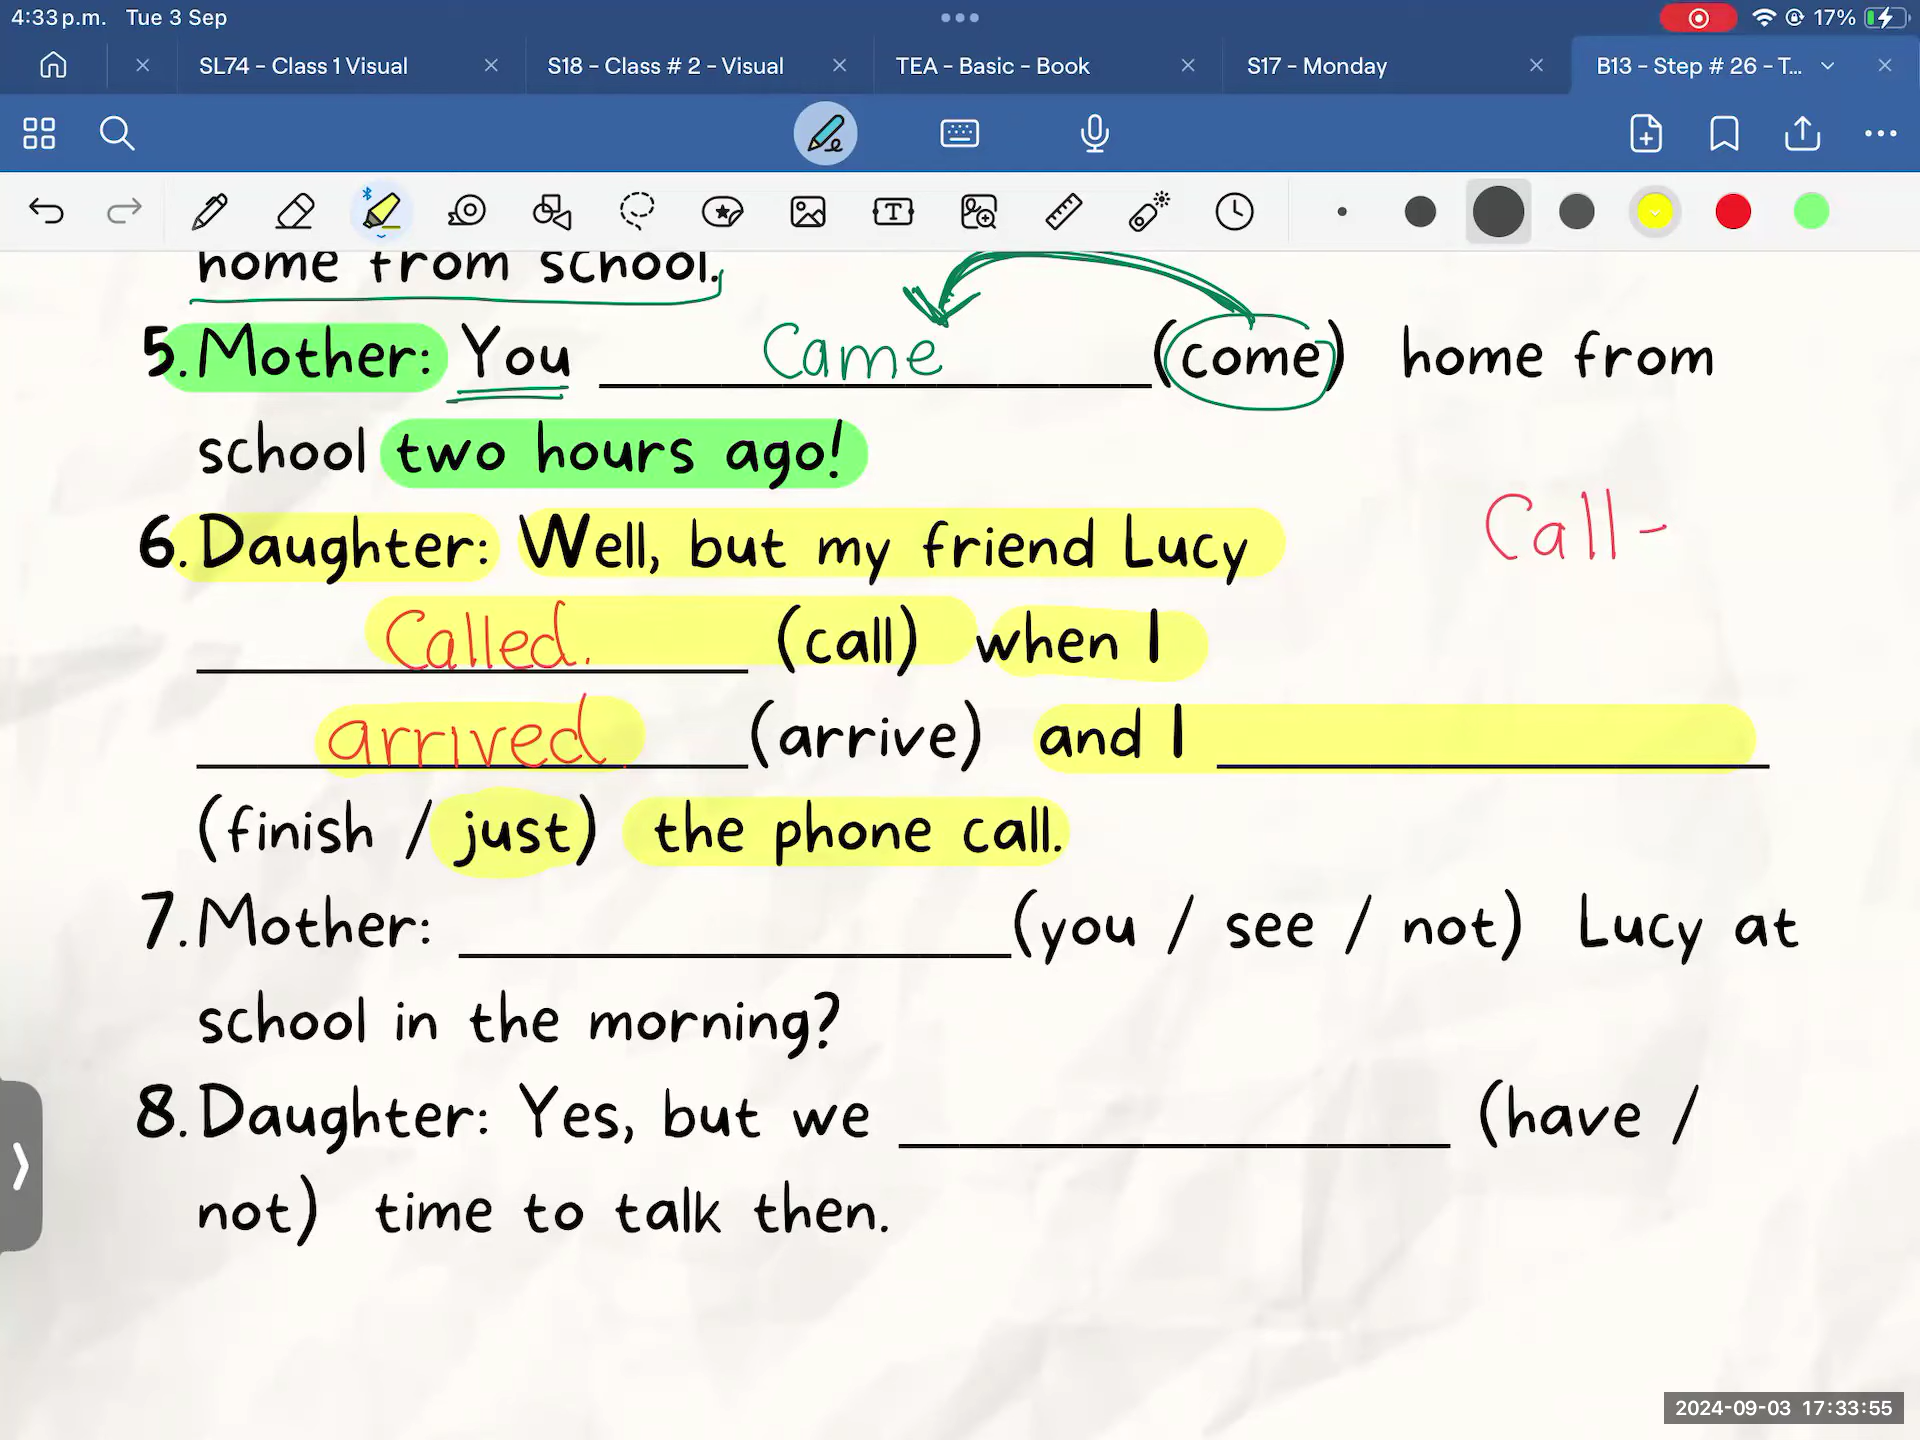 4:33 p.m. Tue 3 Sep
17%
SL74 - Class 1 Visual
S18 - Class # 2 - Visual
TEA - Basic - Book
S17 - Monday
B13 - Step # 26 - T...
home from school.
5. Mother: You Came (come) home from
school two hours ago!
6. Daughter: Well, but my friend Lucy
Call -
Called. (call) when I
arrived. (arrive) and I
(finish / just) the phone call.
7. Mother: (you / see / not) Lucy at
school in the morning?
8. Daughter: Yes, but we (have /
not) time to talk then.
2024-09-03 17:33:55